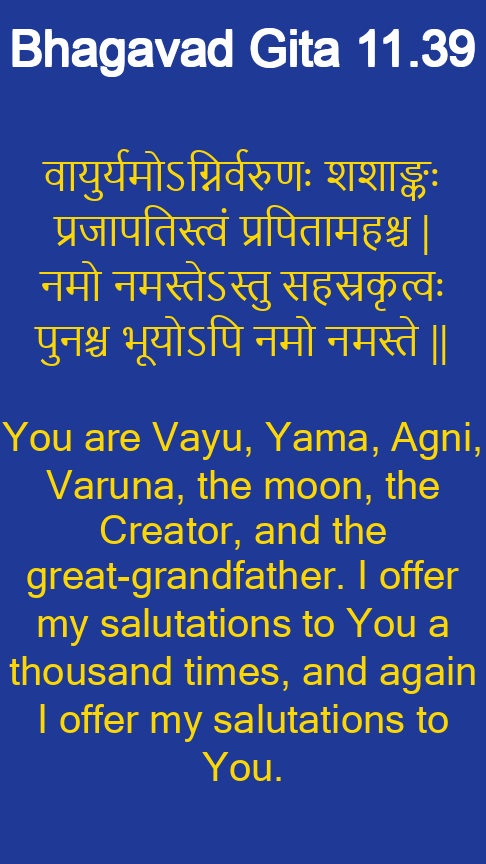 Bhagavad Gita 11.39
वायुर्यमोऽग्निर्वरुणः शशाङ्कः
प्रजापतिस्त्वं प्रपितामहश्च |
नमो नमस्तेऽस्तु सहस्रकृत्वः
पुनश्च भूयोऽपि नमो नमस्ते ||
You are Vayu, Yama, Agni,
Varuna, the moon, the
Creator, and the
great-grandfather. I offer
my salutations to You a
thousand times, and again
I offer my salutations to
You.